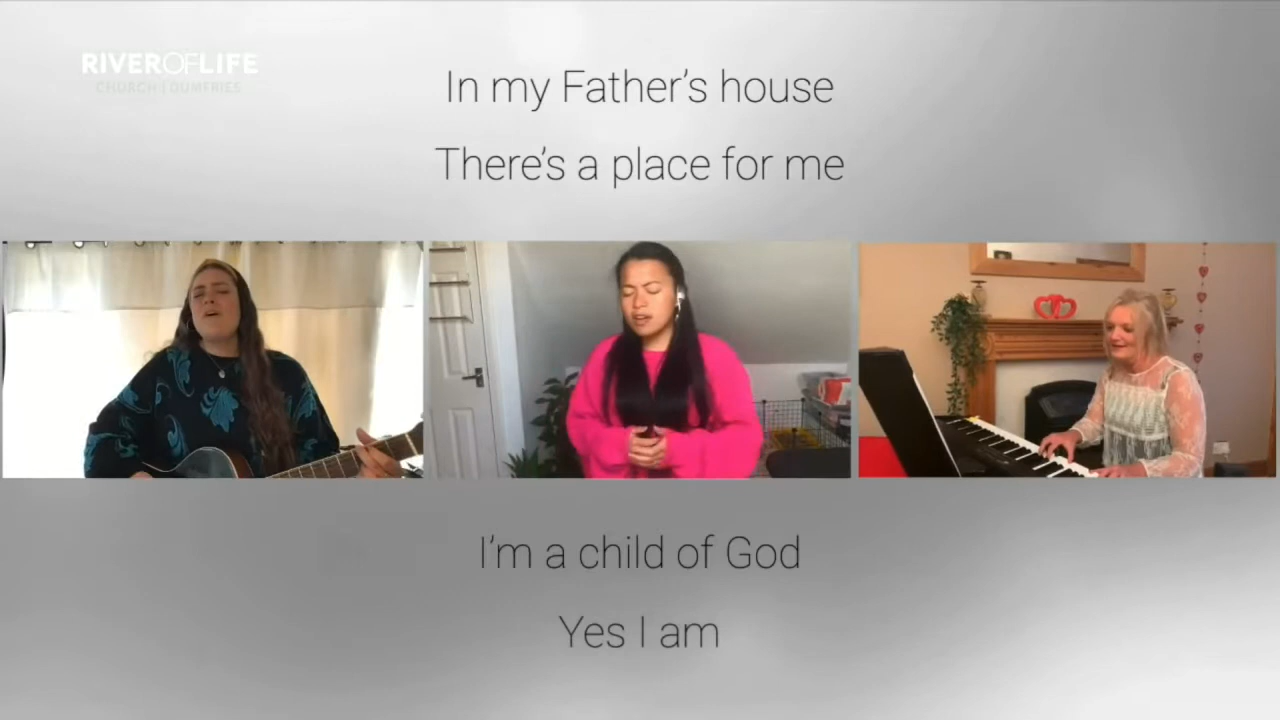 RIVEROFLIFE
CHURCH | DUMFRIES
In my Father's house
There's a place for me
I'm a child of God
Yes I am